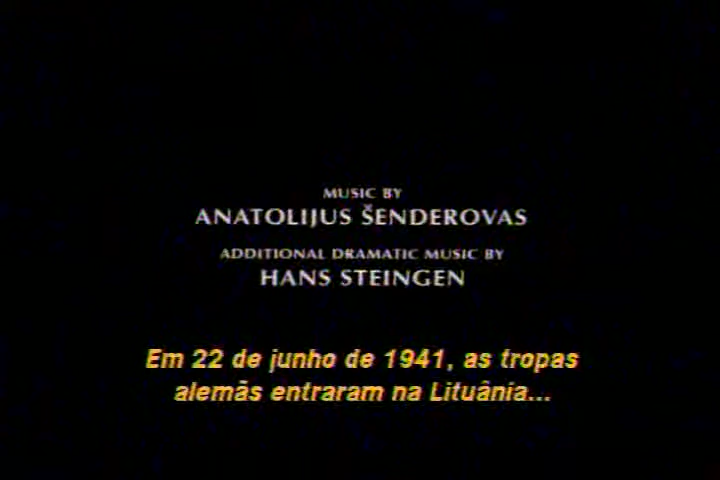 MUSIC BY
ANATOLIJUS ŠENDEROVAS
ADDITIONAL DRAMATIC MUSIC BY
HANS STEINGEN
Em 22 de junho de 1941, as tropas
alemãs entraram na Lituânia...